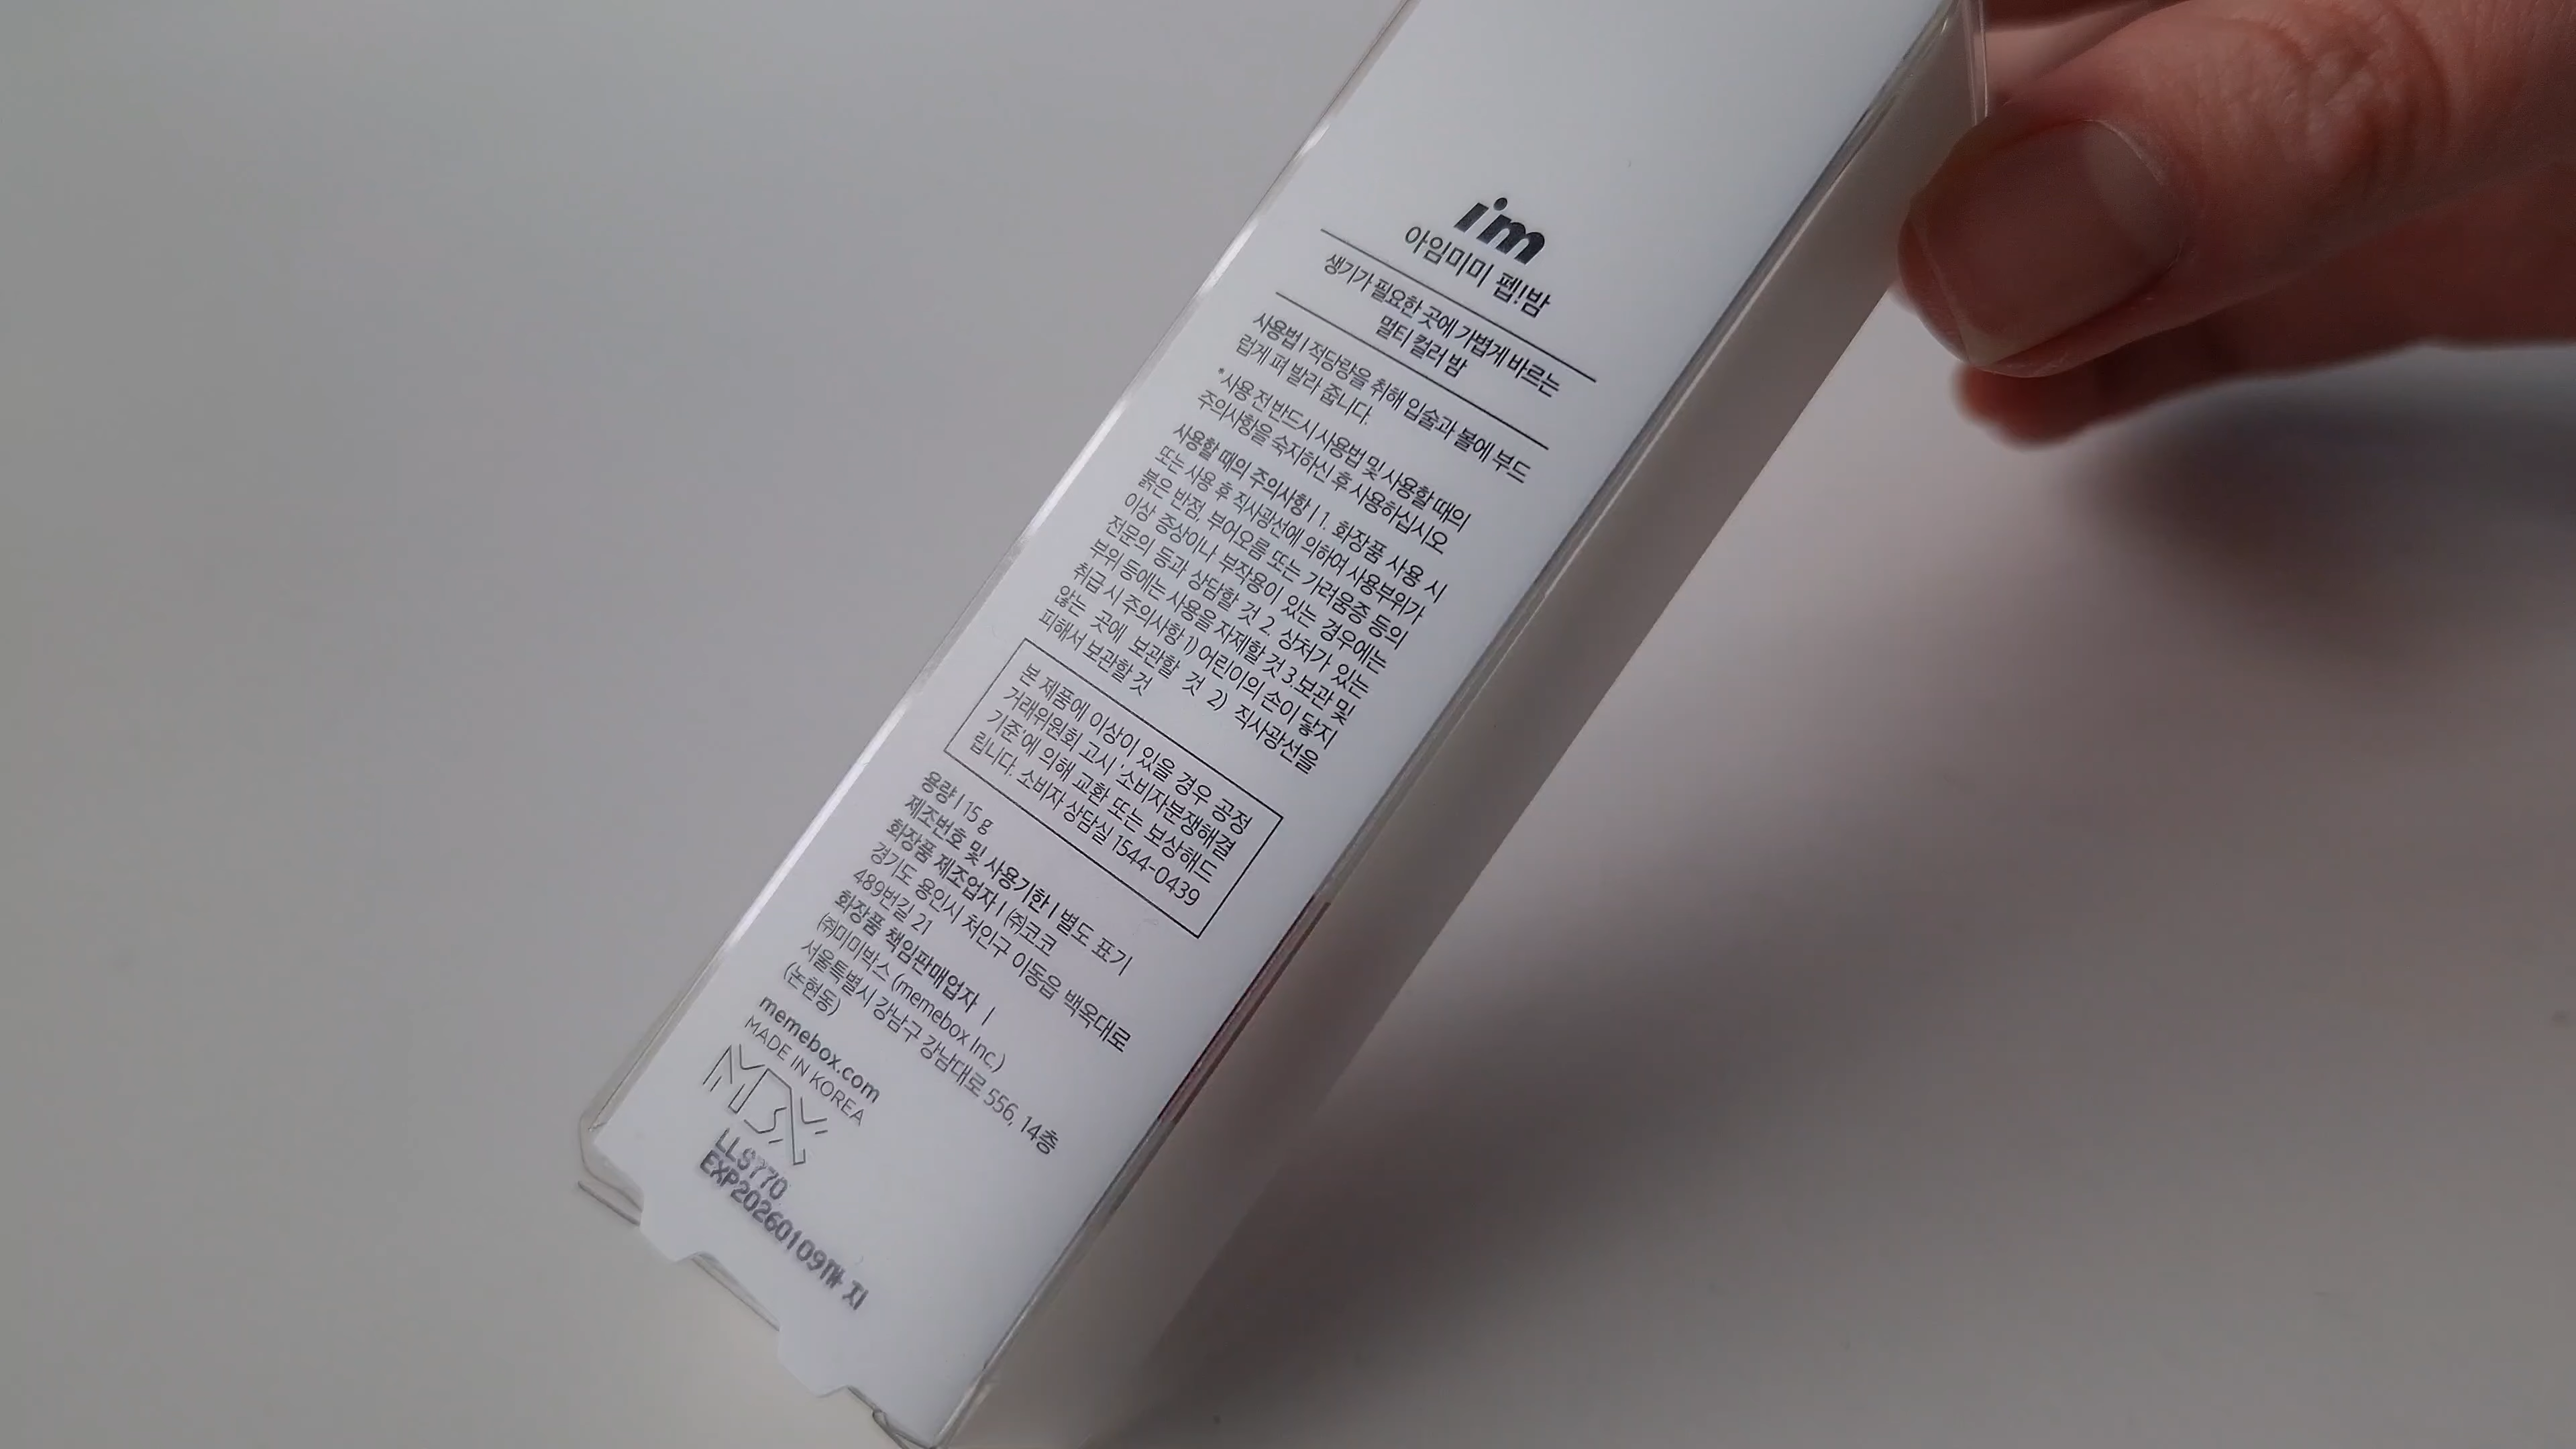 i'm
아임미미 펩!밤
생기가 필요한 곳에 가볍게 바르는
멀티 컬러 밤
사용법 | 적당량을 취해 입술과 볼에 부드
럽게 펴 발라 줍니다.
*사용 전 반드시 사용법 및 사용할 때의
주의사항을 숙지하신 후 사용하십시오
사용할 때의 주의사항 | 1. 화장품 사용 시
또는 사용 후 직사광선에 의하여 사용부위가
붉은 반점, 부어오름 또는 가려움증 등의
이상 증상이나 부작용이 있는 경우에는
전문의 등과 상담할 것 2. 상처가 있는
부위 등에는 사용을 자제할 것 3.보관 및
취급 시 주의사항 1) 어린이의 손이 닿지
않는 곳에 보관할 것 2) 직사광선을
피해서 보관할 것
본 제품에 이상이 있을 경우 공정
거래위원회 고시 '소비자분쟁해결
기준'에 의해 교환 또는 보상해드
립니다. 소비자 상담실 1544-0439
용량 | 15 g
제조번호 및 사용기한 | 별도 표기
화장품 제조업자 | ㈜코코
경기도 용인시 처인구 이동읍 백옥대로
489번길 21
화장품 책임판매업자 |
㈜미미박스 (memebox Inc.)
서울특별시 강남구 강남대로 556, 14층
(논현동)
memebox.com
MADE IN KOREA
MBX
LLS770
EXP20260109까지